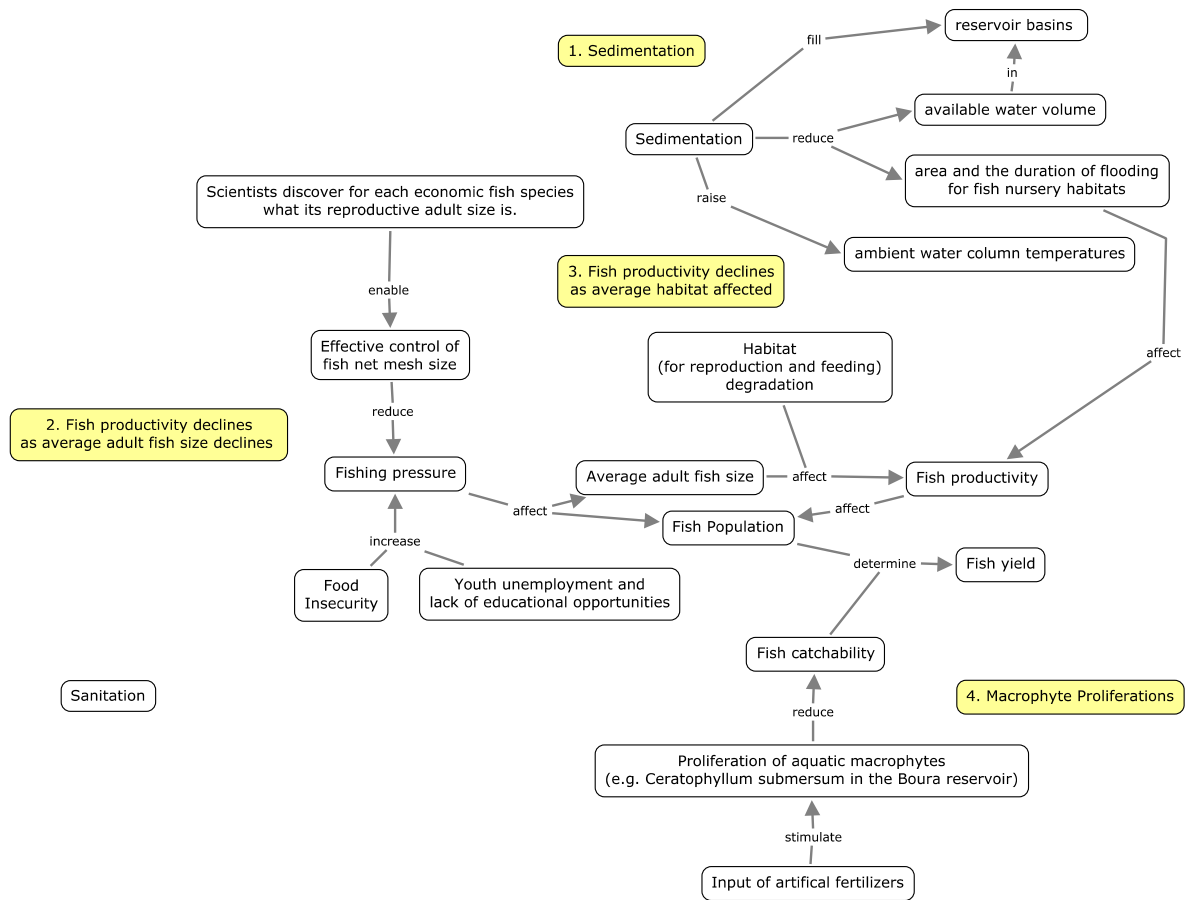 reservoir basins
fill
1. Sedimentation
in
available water volume
Sedimentation
reduce
area and the duration of flooding
for fish nursery habitats
Scientists discover for each economic fish species
what its reproductive adult size is.
raise
ambient water column temperatures
3. Fish productivity declines
as average habitat affected
enable
Effective control of
fish net mesh size
Habitat
(for reproduction and feeding)
degradation
affect
reduce
2. Fish productivity declines
as average adult fish size declines
Fishing pressure
Average adult fish size
affect
Fish productivity
affect
affect
Fish Population
increase
determine
Fish yield
Food
Insecurity
Youth unemployment and
lack of educational opportunities
Fish catchability
Sanitation
4. Macrophyte Proliferations
reduce
Proliferation of aquatic macrophytes
(e.g. Ceratophyllum submersum in the Boura reservoir)
stimulate
Input of artifical fertilizers